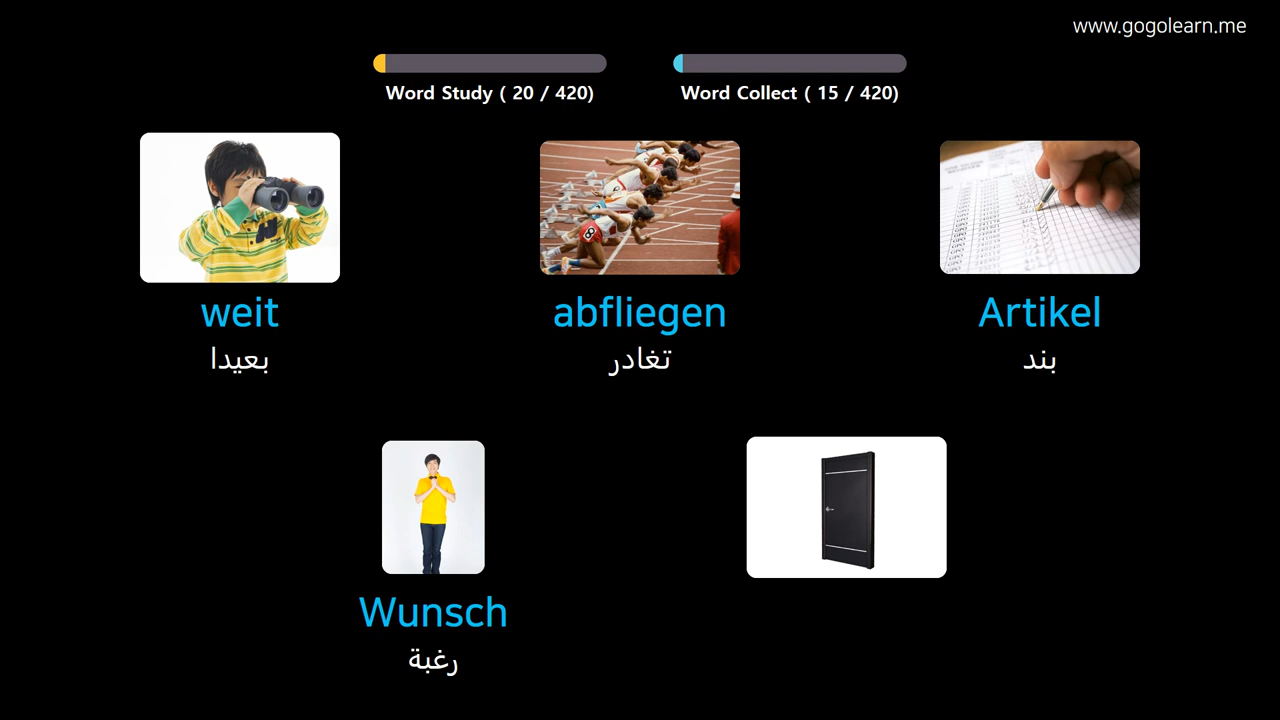 www.gogolearn.me
Word Study ( 20 / 420)
Word Collect ( 15 / 420)
weit
بعيدا
abfliegen
تغادر
Artikel
بند
Wunsch
رغبة